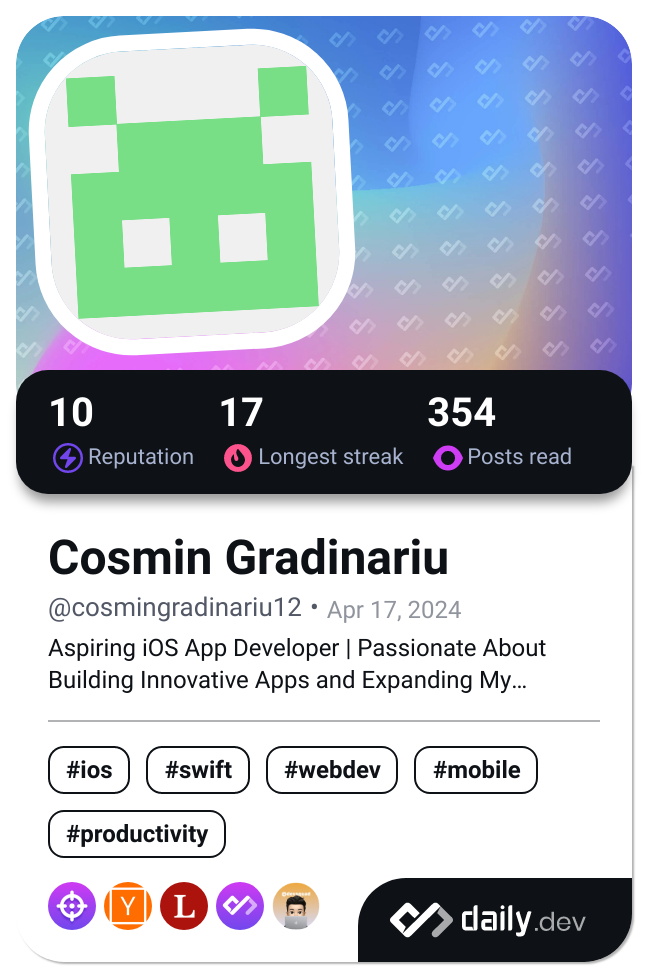 10 17 354
Reputation Longest streak Posts read
Cosmin Gradinariu
@cosmingradinariu12 • Apr 17, 2024
Aspiring iOS App Developer | Passionate About
Building Innovative Apps and Expanding My…
#ios #swift #webdev #mobile
#productivity
Y L
daily.dev